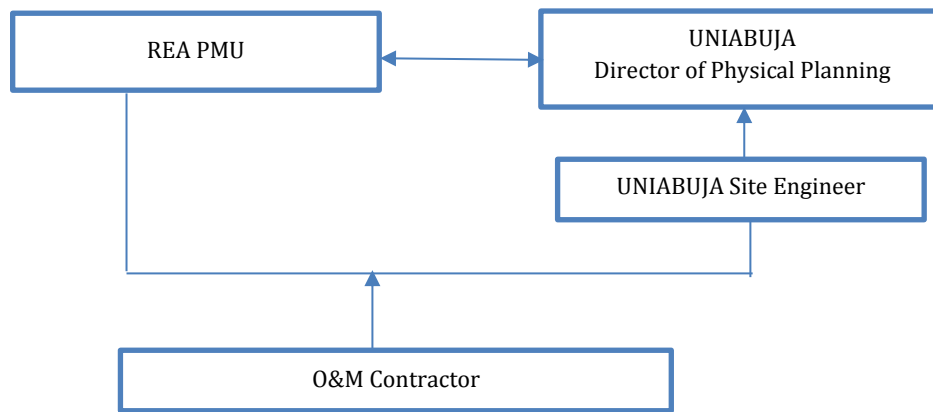 REA PMU
UNIABUJA
Director of Physical Planning
UNIABUJA Site Engineer
O&M Contractor